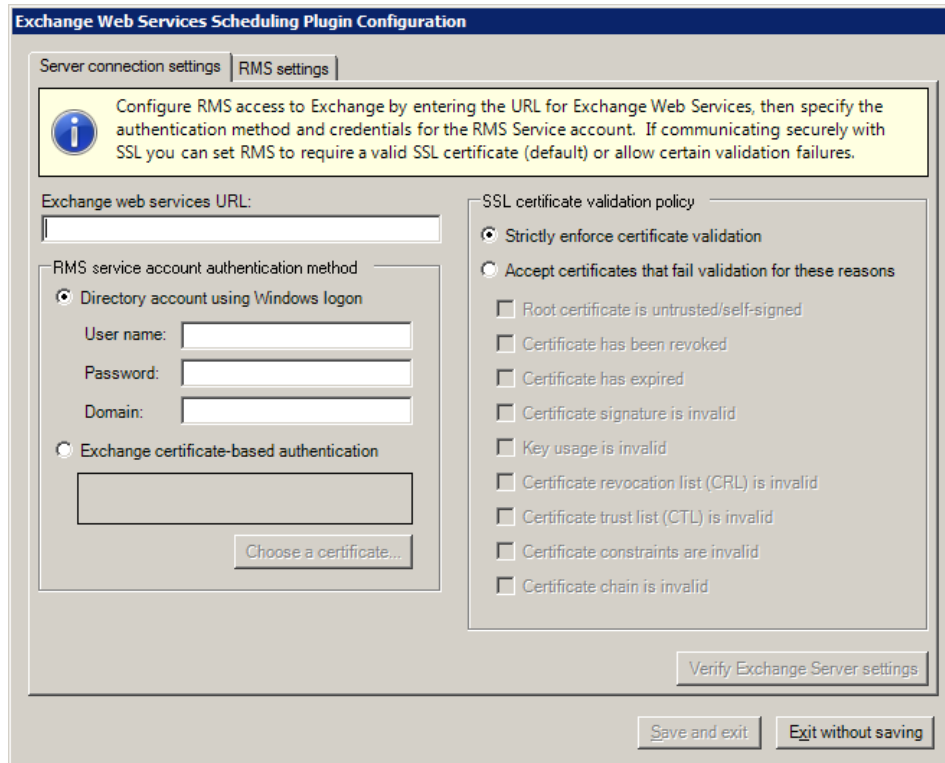 Exchange Web Services Scheduling Plugin Configuration
Server connection settings
RMS settings
Configure RMS access to Exchange by entering the URL for Exchange Web Services, then specify the
authentication method and credentials for the RMS Service account. If communicating securely with
SSL you can set RMS to require a valid SSL certificate (default) or allow certain validation failures.
Exchange web services URL:
RMS service account authentication method
Directory account using Windows logon
User name:
Password:
Domain:
Exchange certificate-based authentication
Choose a certificate...
SSL certificate validation policy
Strictly enforce certificate validation
Accept certificates that fail validation for these reasons
Root certificate is untrusted/self-signed
Certificate has been revoked
Certificate has expired
Certificate signature is invalid
Key usage is invalid
Certificate revocation list (CRL) is invalid
Certificate trust list (CTL) is invalid
Certificate constraints are invalid
Certificate chain is invalid
Verify Exchange Server settings
Save and exit
Exit without saving